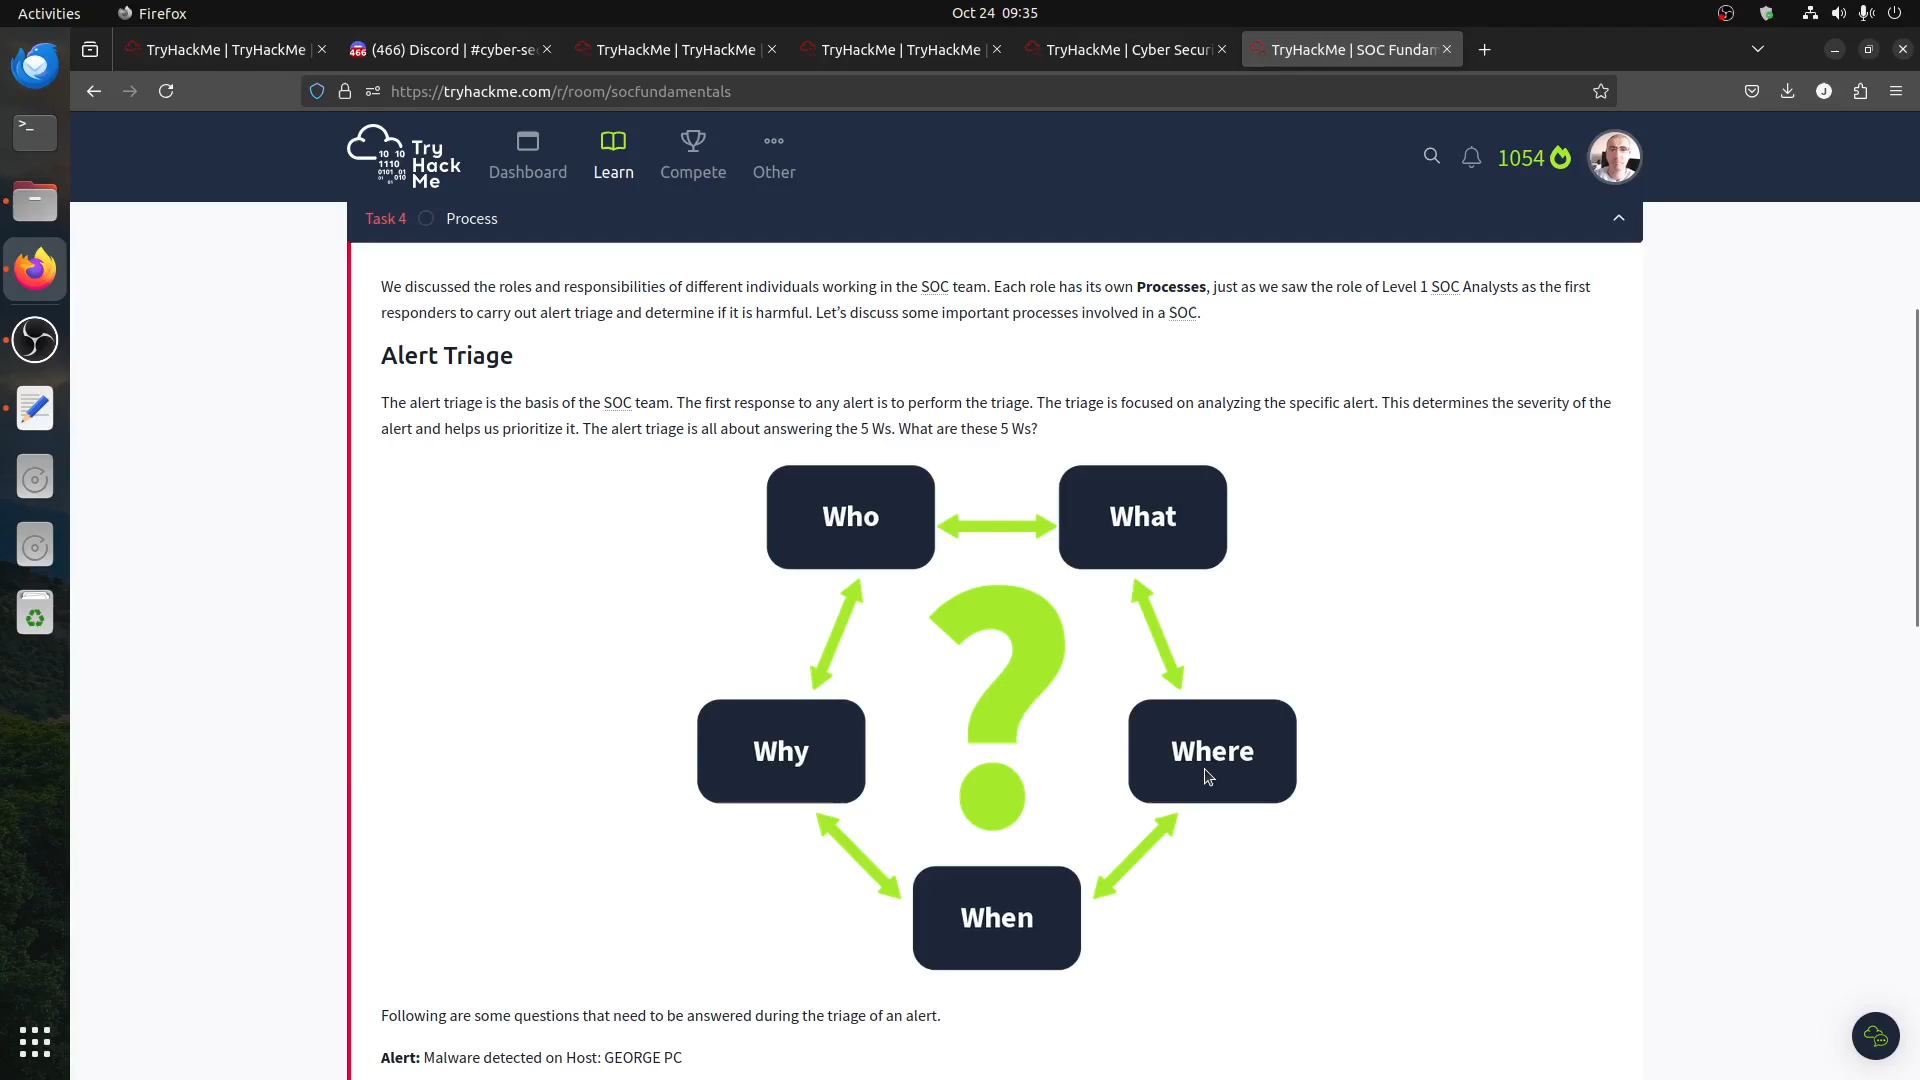 Activities
Firefox
Oct 24 09:35
TryHackMe | TryHackMe
466 (466) Discord | #cyber-sec
TryHackMe | TryHackMe
TryHackMe | TryHackMe
TryHackMe | Cyber Securi
TryHackMe | SOC Fundam
https://tryhackme.com/r/room/socfundamentals
J
Try
Hack
Me
Dashboard
Learn
Compete
Other
1054
Task 4
Process
We discussed the roles and responsibilities of different individuals working in the SOC team. Each role has its own Processes, just as we saw the role of Level 1 SOC Analysts as the first
responders to carry out alert triage and determine if it is harmful. Let’s discuss some important processes involved in a SOC.
Alert Triage
The alert triage is the basis of the SOC team. The first response to any alert is to perform the triage. The triage is focused on analyzing the specific alert. This determines the severity of the
alert and helps us prioritize it. The alert triage is all about answering the 5 Ws. What are these 5 Ws?
Who
What
?
Why
Where
When
Following are some questions that need to be answered during the triage of an alert.
Alert: Malware detected on Host: GEORGE PC